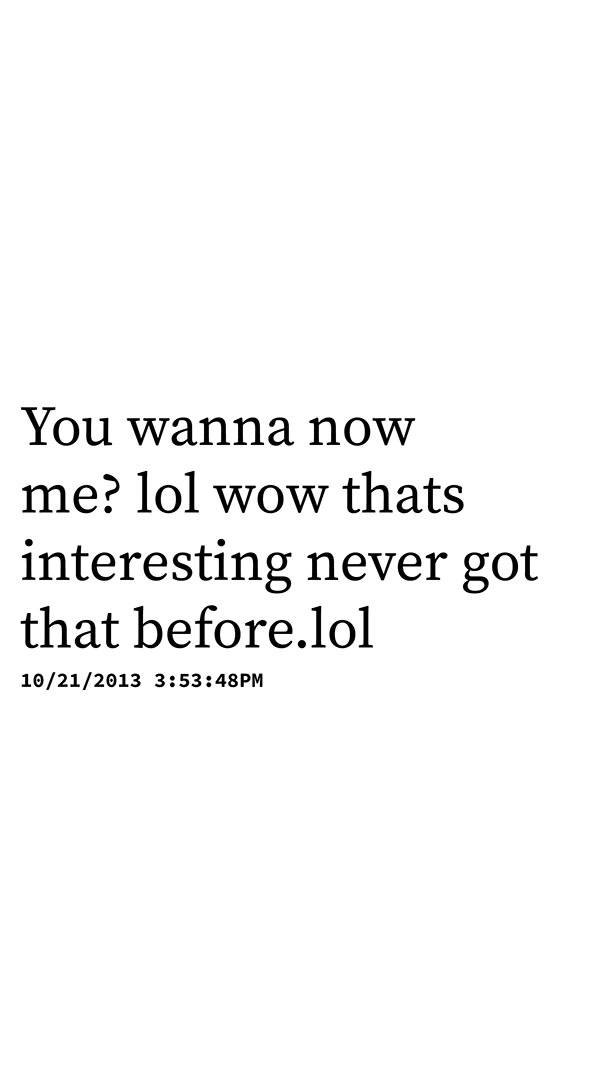 You wanna now
me? lol wow thats
interesting never got
that before.lol
10/21/2013 3:53:48PM